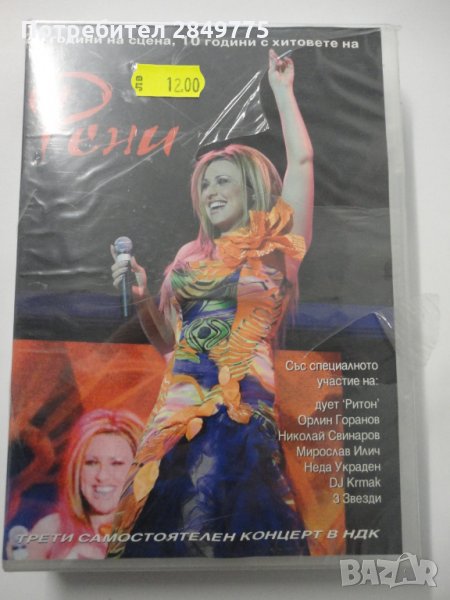 Потребител 2849775
години на сцена, 10 години с хитовете на
Рени
ЛВ 12.00
Със специалното
участие на:
дует 'Ритон'
Орлин Горанов
Николай Свинаров
Мирослав Илич
Неда Украден
DJ Krmak
3 Звезди
ТРЕТИ САМОСТОЯТЕЛЕН КОНЦЕРТ В НДК
bazar